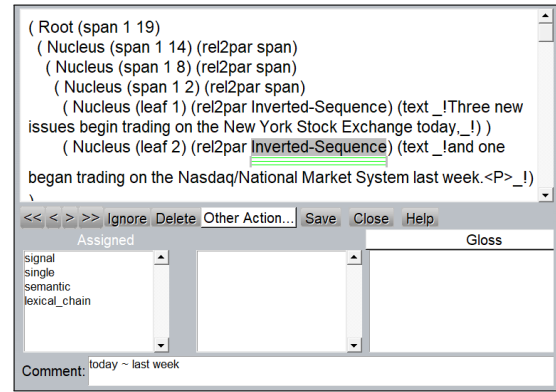 ( Root (span 1 19)
( Nucleus (span 1 14) (rel2par span)
( Nucleus (span 1 8) (rel2par span)
( Nucleus (span 1 2) (rel2par span)
( Nucleus (leaf 1) (rel2par Inverted-Sequence) (text _!Three new
issues begin trading on the New York Stock Exchange today,_!) )
( Nucleus (leaf 2) (rel2par Inverted-Sequence) (text _!and one
began trading on the Nasdaq/National Market System last week.<P>_!)
)
<< < > >> Ignore Delete Other Action... Save Close Help
Assigned Gloss
signal
single
semantic
lexical_chain
Comment: today ~ last week